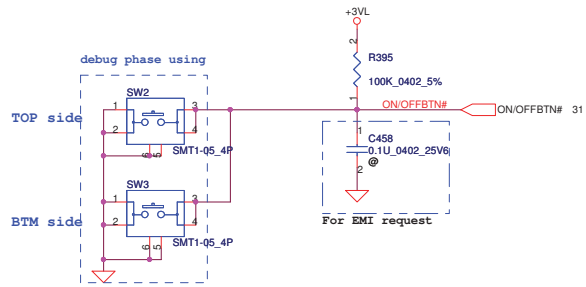 +3VL
debug phase using
2
R395
100K_0402_5%
1
SW2
1
3
ON/OFFBTN#
ON/OFFBTN# 31
TOP side
2
4
6
5
SMT1-05_4P
1
C458
0.1U_0402_25V6
@
2
SW3
1
3
BTM side
2
4
For EMI request
6
5
SMT1-05_4P